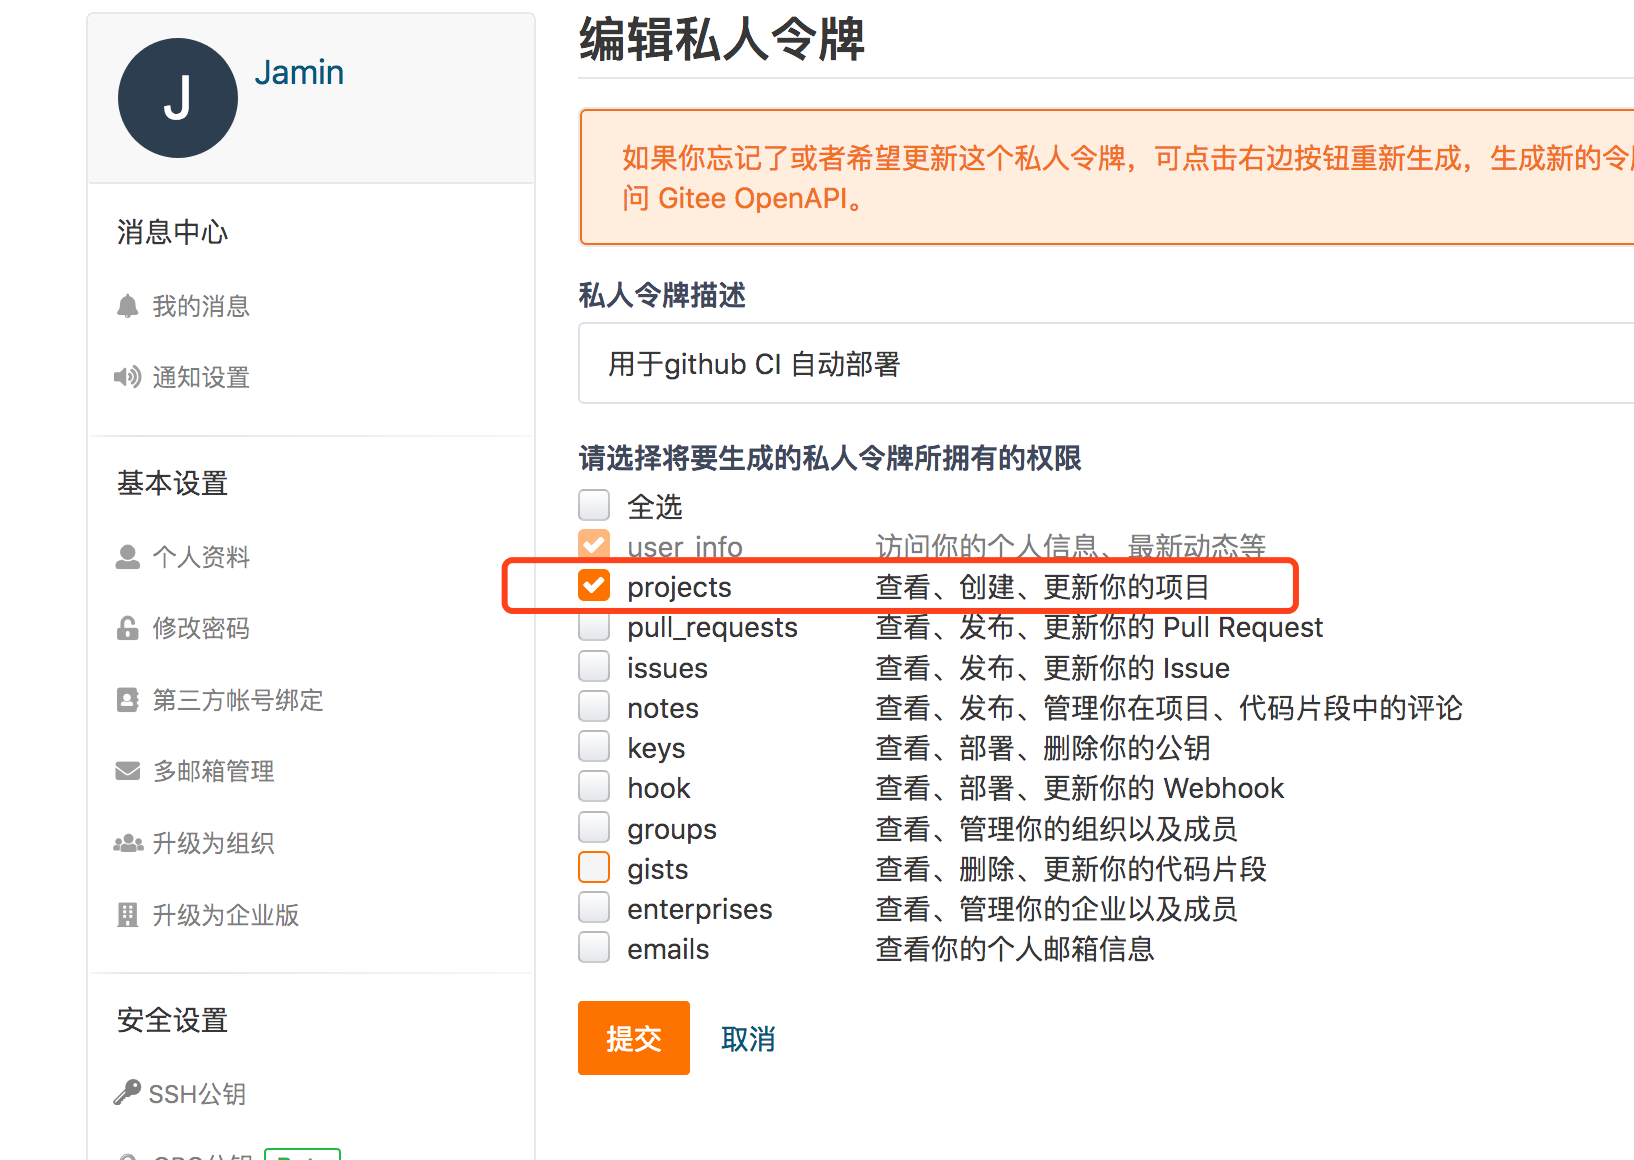 J
Jamin
消息中心
我的消息
通知设置
基本设置
个人资料
修改密码
第三方帐号绑定
多邮箱管理
升级为组织
升级为企业版
安全设置
SSH公钥
编辑私人令牌
如果你忘记了或者希望更新这个私人令牌，可点击右边按钮重新生成，生成新的令
问 Gitee OpenAPI。
私人令牌描述
用于github CI 自动部署
请选择将要生成的私人令牌所拥有的权限
全选
user_info 访问你的个人信息、最新动态等
projects 查看、创建、更新你的项目
pull_requests 查看、发布、更新你的 Pull Request
issues 查看、发布、更新你的 Issue
notes 查看、发布、管理你在项目、代码片段中的评论
keys 查看、部署、删除你的公钥
hook 查看、部署、更新你的 Webhook
groups 查看、管理你的组织以及成员
gists 查看、删除、更新你的代码片段
enterprises 查看、管理你的企业以及成员
emails 查看你的个人邮箱信息
提交 取消